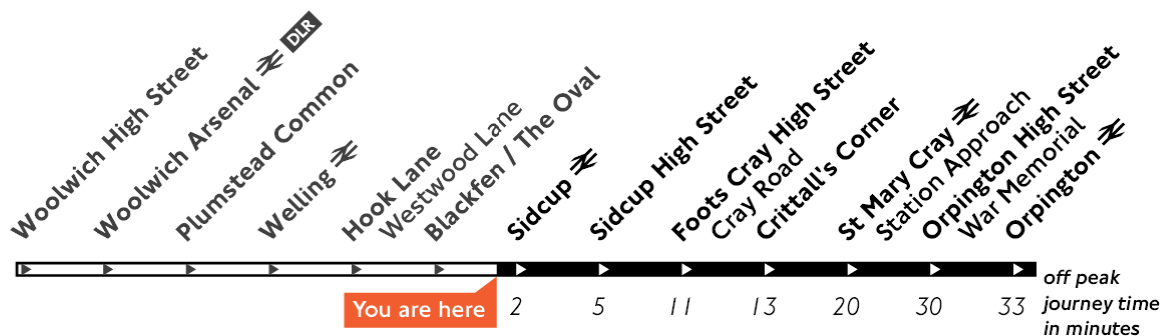 Woolwich High Street
Woolwich Arsenal DLR
Plumstead Common
Welling
Hook Lane
Westwood Lane
Blackfen / The Oval
Sidcup
Sidcup High Street
Foots Cray High Street
Cray Road
Crittall's Corner
St Mary Cray
Station Approach
Orpington High Street
War Memorial
Orpington
You are here
2 5 11 13 20 30 33
off peak
journey time
in minutes